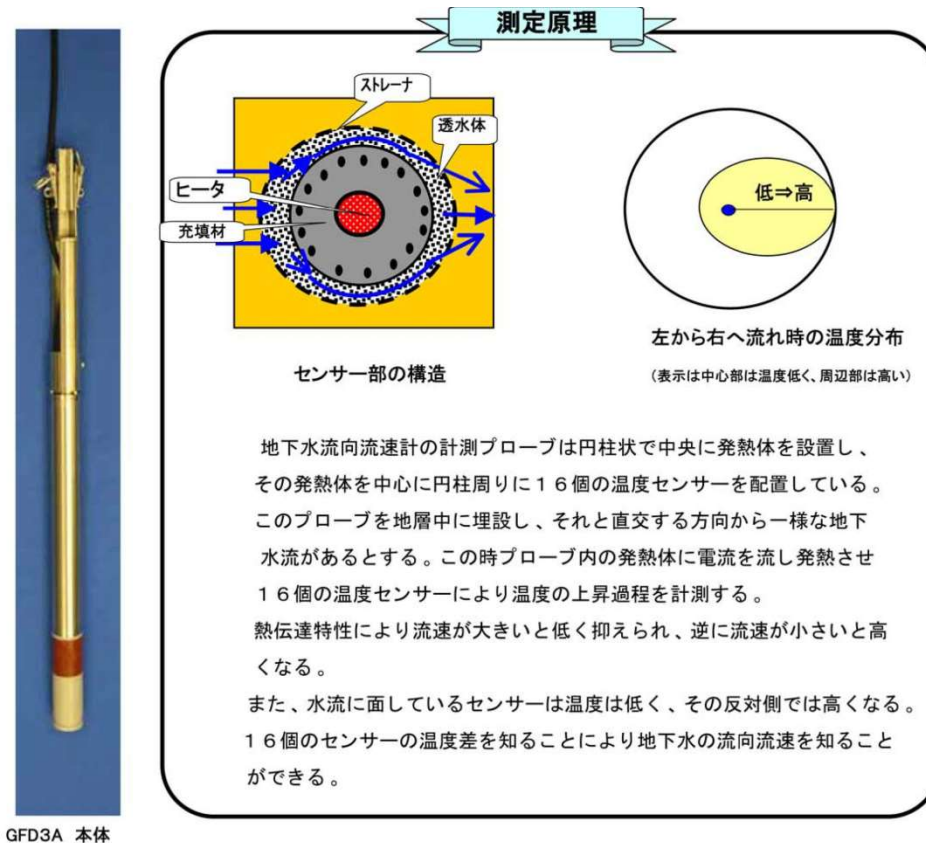 測定原理
ストレーナ
透水体
ヒータ
充填材
センサー部の構造
低⇒高
左から右へ流れ時の温度分布
(表示は中心部は温度低く、周辺部は高い)
地下水流向流速計の計測プローブは円柱状で中央に発熱体を設置し、
その発熱体を中心に円柱周りに16個の温度センサーを配置している。
このプローブを地層中に埋設し、それと直交する方向から一様な地下
水流があるとする。この時プローブ内の発熱体に電流を流し発熱させ
16個の温度センサーにより温度の上昇過程を計測する。
熱伝達特性により流速が大きいと低く抑えられ、逆に流速が小さいと高
くなる。
また、水流に面しているセンサーは温度は低く、その反対側では高くなる。
16個のセンサーの温度差を知ることにより地下水の流向流速を知ること
ができる。
GFD3A 本体